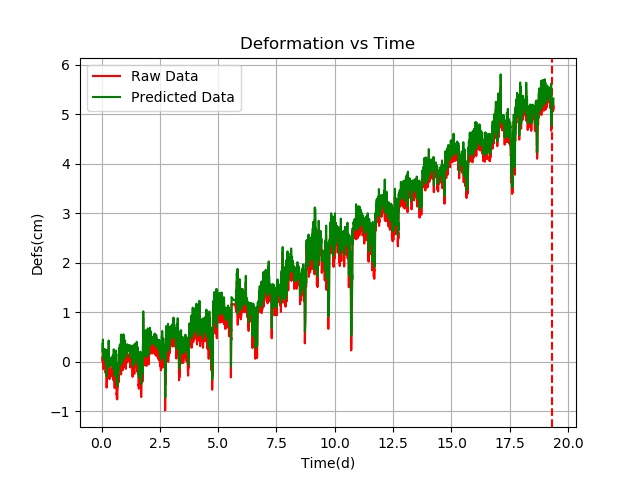 Deformation vs Time
Raw Data
Predicted Data
6
5
4
3
2
1
0
−1
Defs(cm)
0.0 2.5 5.0 7.5 10.0 12.5 15.0 17.5 20.0
Time(d)